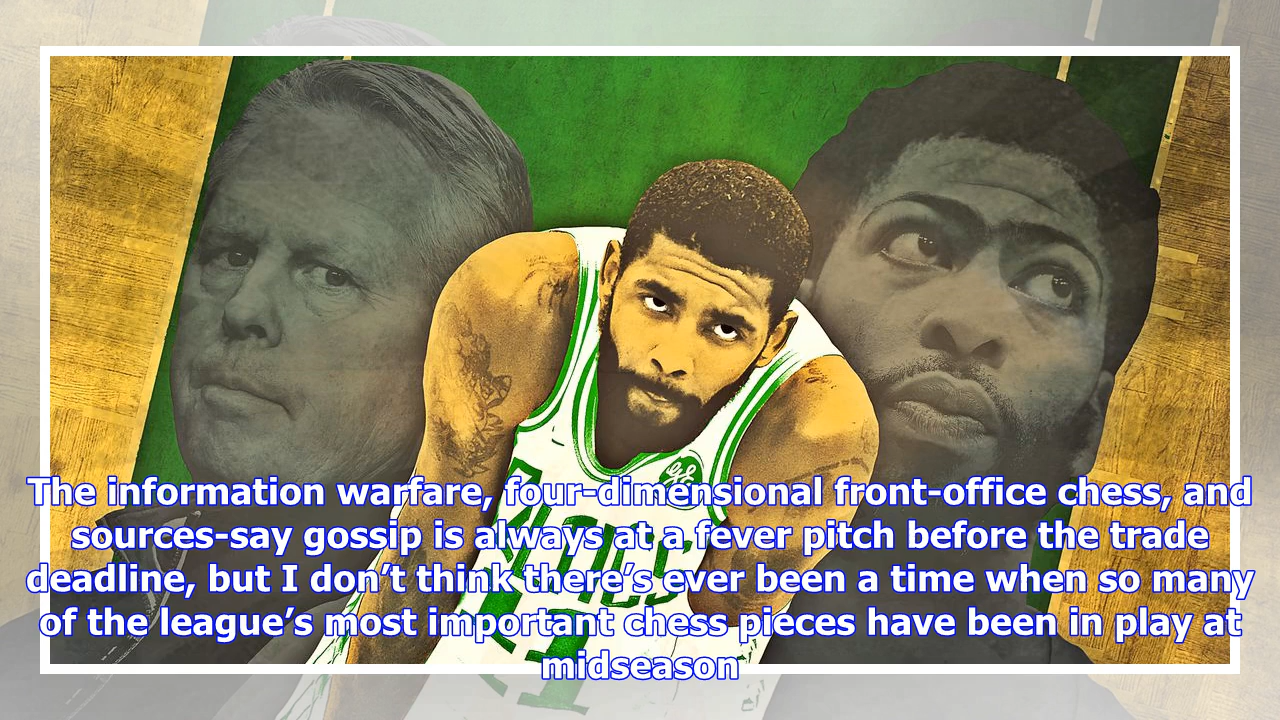 The information warfare, four-dimensional front-office chess, and
sources-say gossip is always at a fever pitch before the trade
deadline, but I don’t think there’s ever been a time when so many
of the league’s most important chess pieces have been in play at
midseason